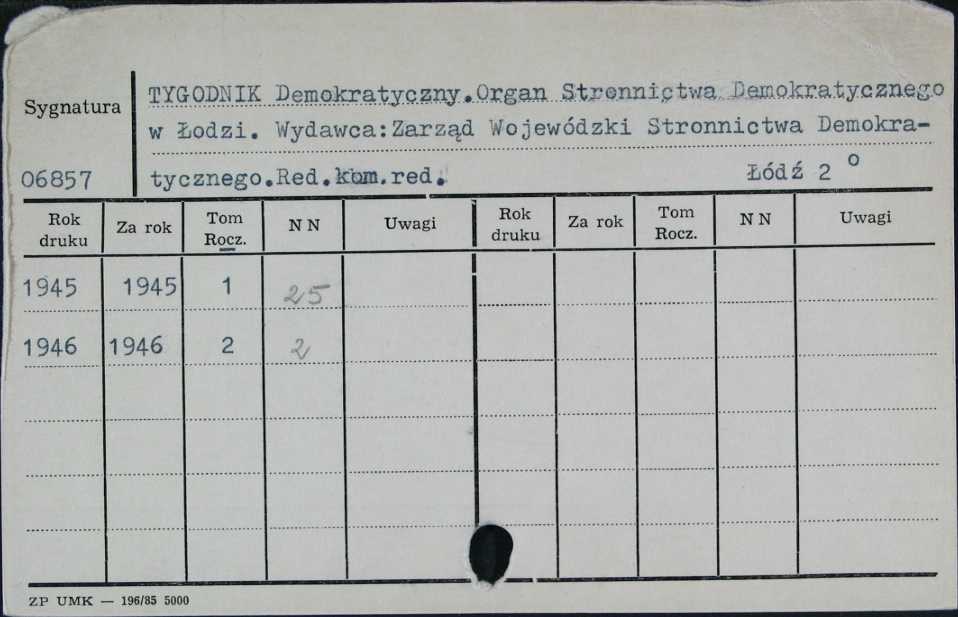 TYGODNIK Demokratyczny.Organ Stronnictwa Demokratycznego
Sygnatura
w Łodzi. Wydawca:Zarząd Wojewódzki Stronnictwa Demokra-
06857 tycznego.Red.kom.red. Łódź 2°
Rok druku Za rok Tom Rocz. N N Uwagi Rok druku Za rok Tom Rocz. N N Uwagi
1945 1945 1 25
1946 1946 2 2
ZP UMK — 196/85 5000